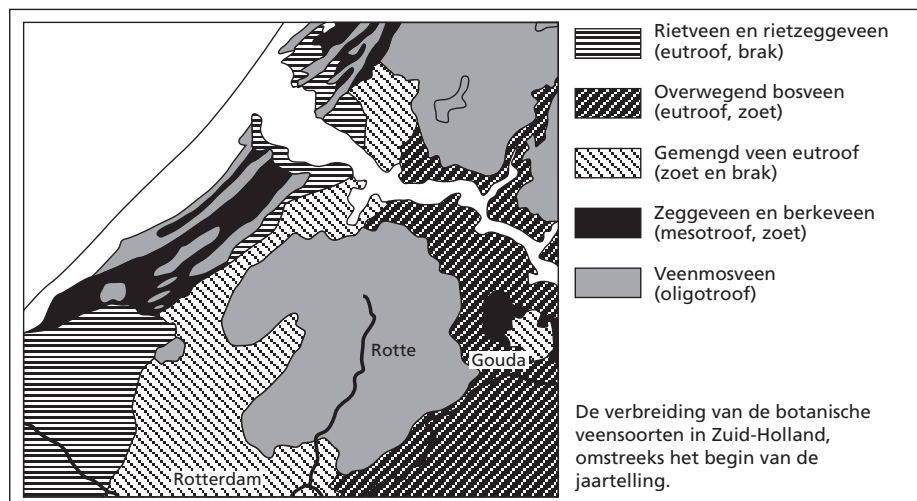 Rietveen en rietzeggeveen
(eutroof, brak)
Overwegend bosveen
(eutroof, zoet)
Gemengd veen eutroof
(zoet en brak)
Zeggeveen en berkeveen
(mesotroof, zoet)
Veenmosveen
(oligotroof)
Rotte
Gouda
Rotterdam
De verbreiding van de botanische
veensoorten in Zuid-Holland,
omstreeks het begin van de
jaartelling.